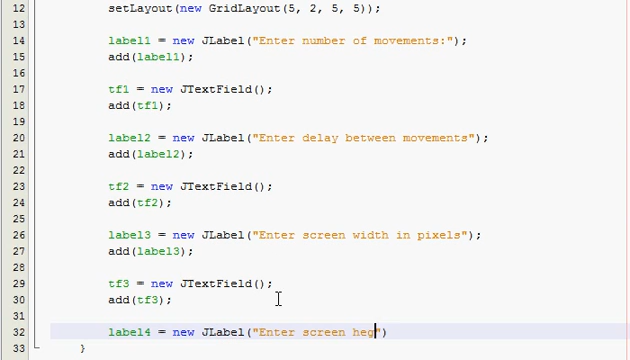 12 setLayout(new GridLayout(5, 2, 5, 5));
13
14 label1 = new JLabel("Enter number of movements:");
15 add(label1);
16
17 tf1 = new JTextField();
18 add(tf1);
19
20 label2 = new JLabel("Enter delay between movements");
21 add(label2);
22
23 tf2 = new JTextField();
24 add(tf2);
25
26 label3 = new JLabel("Enter screen width in pixels");
27 add(label3);
28
29 tf3 = new JTextField();
30 add(tf3);
31
32 label4 = new JLabel("Enter screen heg")
33 }